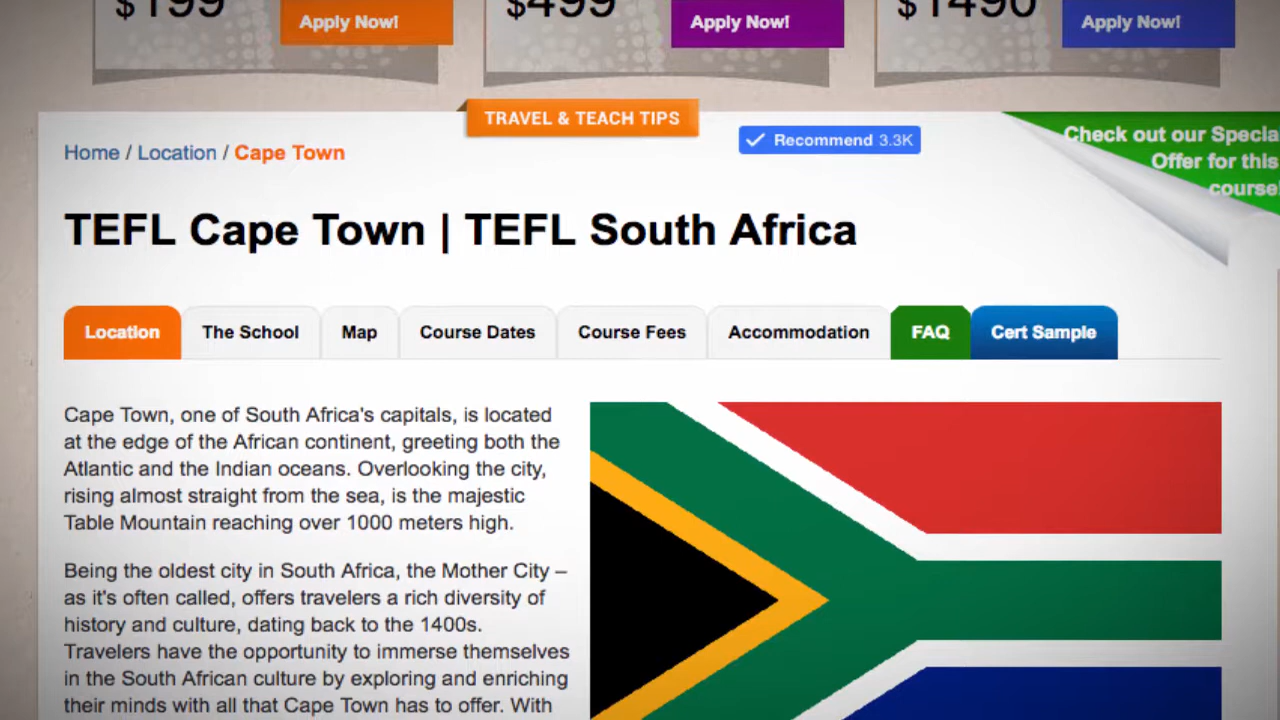 $199
$499
$1490
Apply Now!
Apply Now!
Apply Now!
TRAVEL & TEACH TIPS
Recommend 3.3K
Check out our Specia
Offer for this
course!
Home / Location / Cape Town
TEFL Cape Town | TEFL South Africa
Location
The School
Map
Course Dates
Course Fees
Accommodation
FAQ
Cert Sample
Cape Town, one of South Africa's capitals, is located
at the edge of the African continent, greeting both the
Atlantic and the Indian oceans. Overlooking the city,
rising almost straight from the sea, is the majestic
Table Mountain reaching over 1000 meters high.
Being the oldest city in South Africa, the Mother City –
as it's often called, offers travelers a rich diversity of
history and culture, dating back to the 1400s.
Travelers have the opportunity to immerse themselves
in the South African culture by exploring and enriching
their minds with all that Cape Town has to offer. With